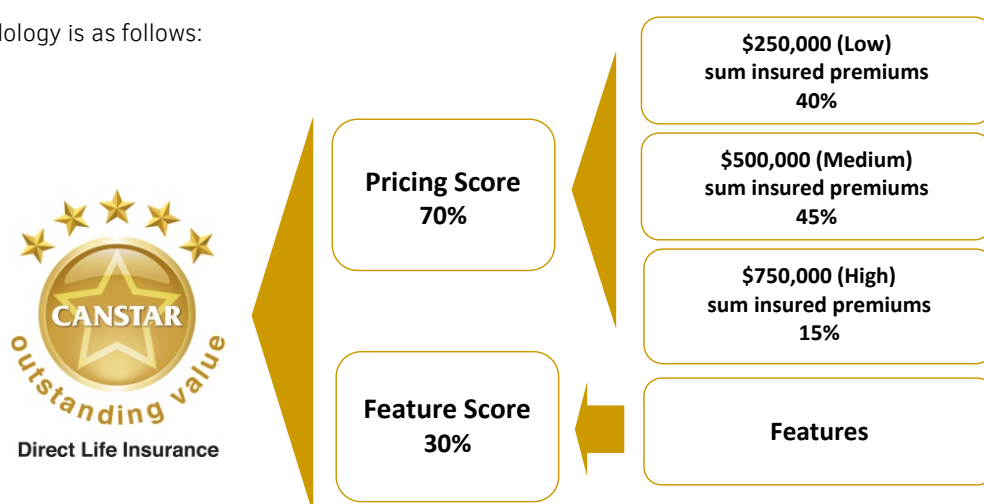 dology is as follows:
$250,000 (Low)
sum insured premiums
40%
Pricing Score
70%
$500,000 (Medium)
sum insured premiums
45%
$750,000 (High)
sum insured premiums
15%
CANSTAR
outstanding value
Direct Life Insurance
Feature Score
30%
Features